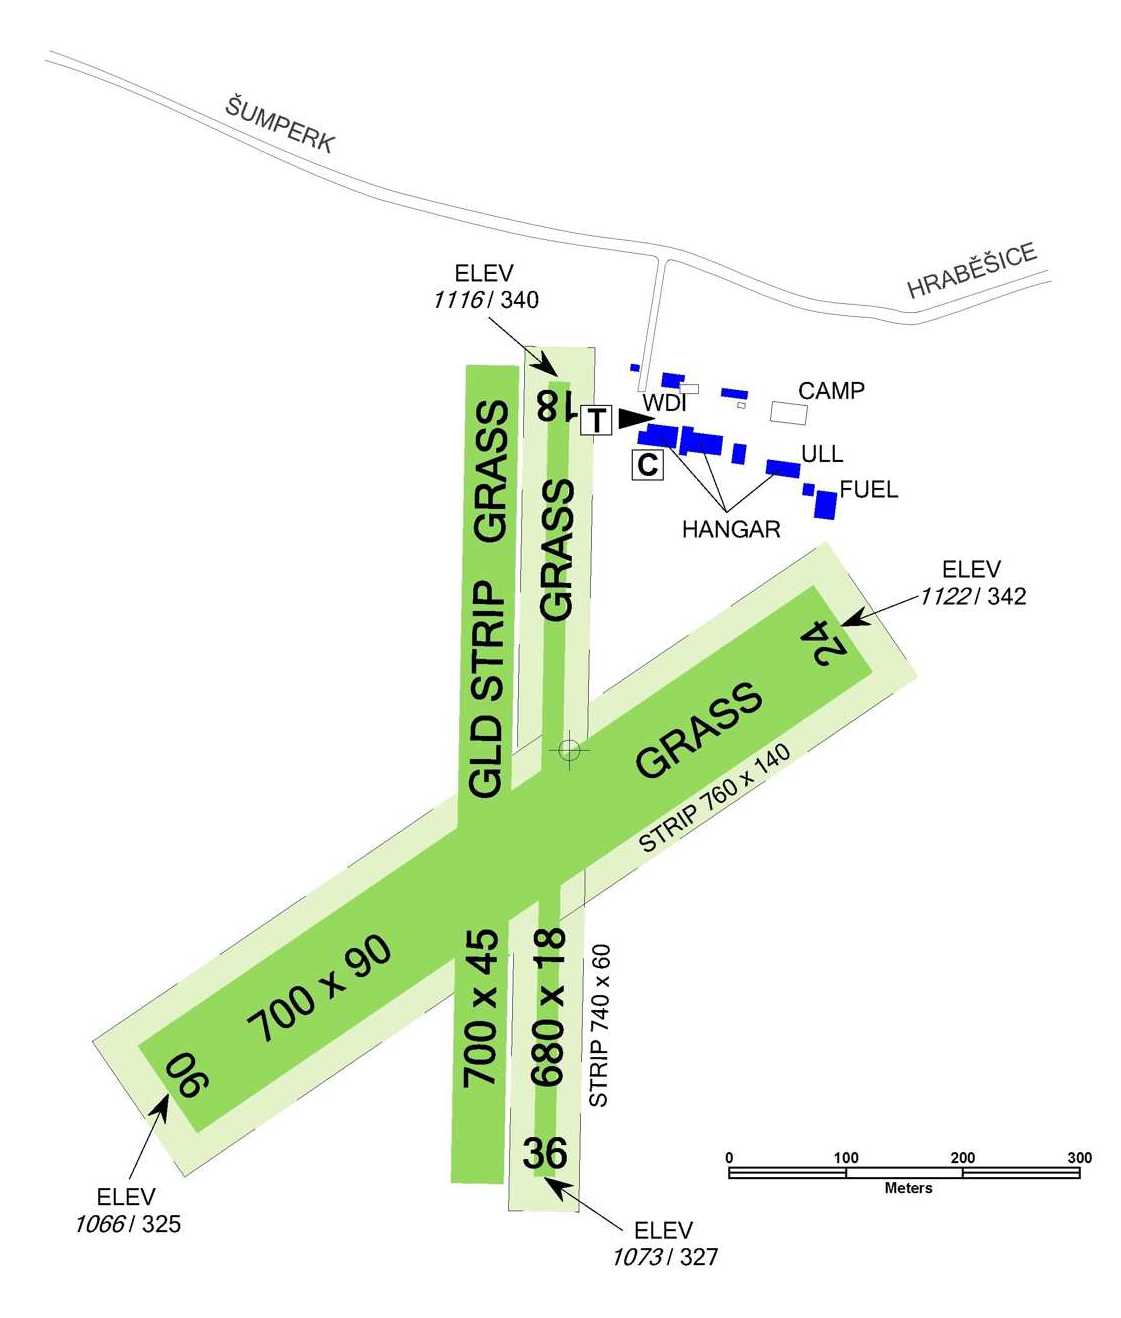 ŠUMPERK
HRABĚŠICE
ELEV
1116 / 340
18
T
WDI
CAMP
C
ULL
FUEL
HANGAR
GLD STRIP GRASS
GRASS
ELEV
1122 / 342
24
GRASS
STRIP 760 x 140
700 x 90
06
700 x 45
680 x 18
STRIP 740 x 60
36
0 100 200 300
Meters
ELEV
1066 / 325
ELEV
1073 / 327